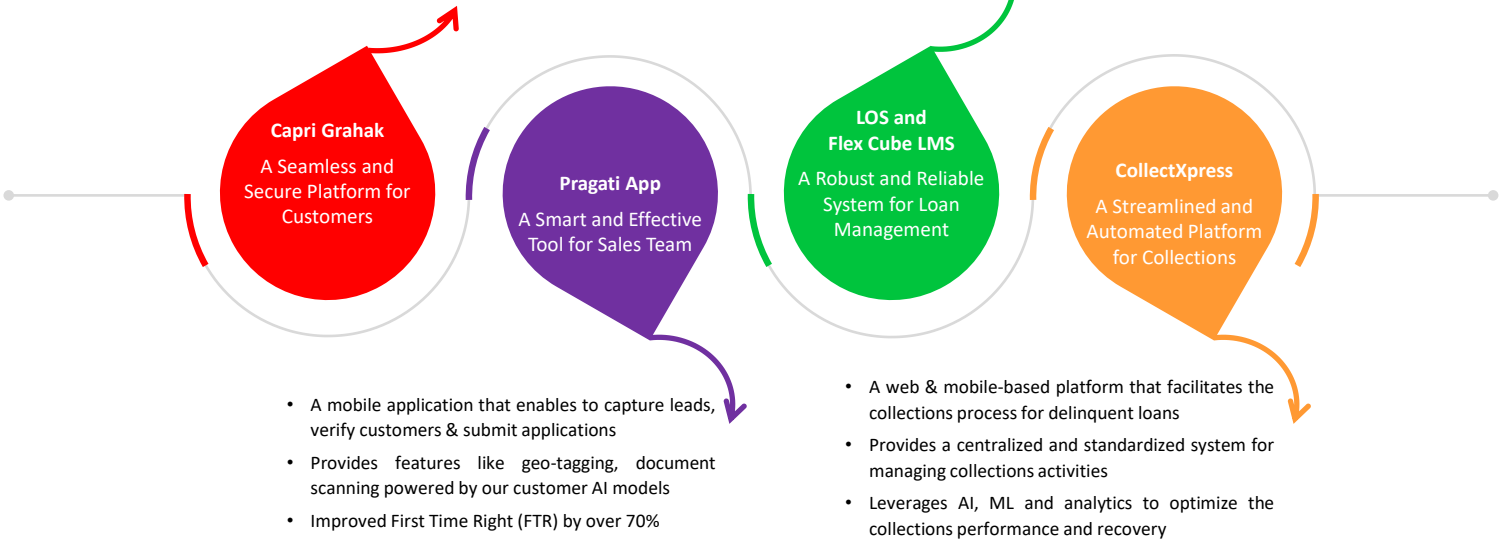 Capri Grahak
A Seamless and
Secure Platform for
Customers
Pragati App
A Smart and Effective
Tool for Sales Team
LOS and
Flex Cube LMS
A Robust and Reliable
System for Loan
Management
CollectXpress
A Streamlined and
Automated Platform
for Collections
• A mobile application that enables to capture leads,
verify customers & submit applications
• Provides features like geo-tagging, document
scanning powered by our customer AI models
• Improved First Time Right (FTR) by over 70%
• A web & mobile-based platform that facilitates the
collections process for delinquent loans
• Provides a centralized and standardized system for
managing collections activities
• Leverages AI, ML and analytics to optimize the
collections performance and recovery